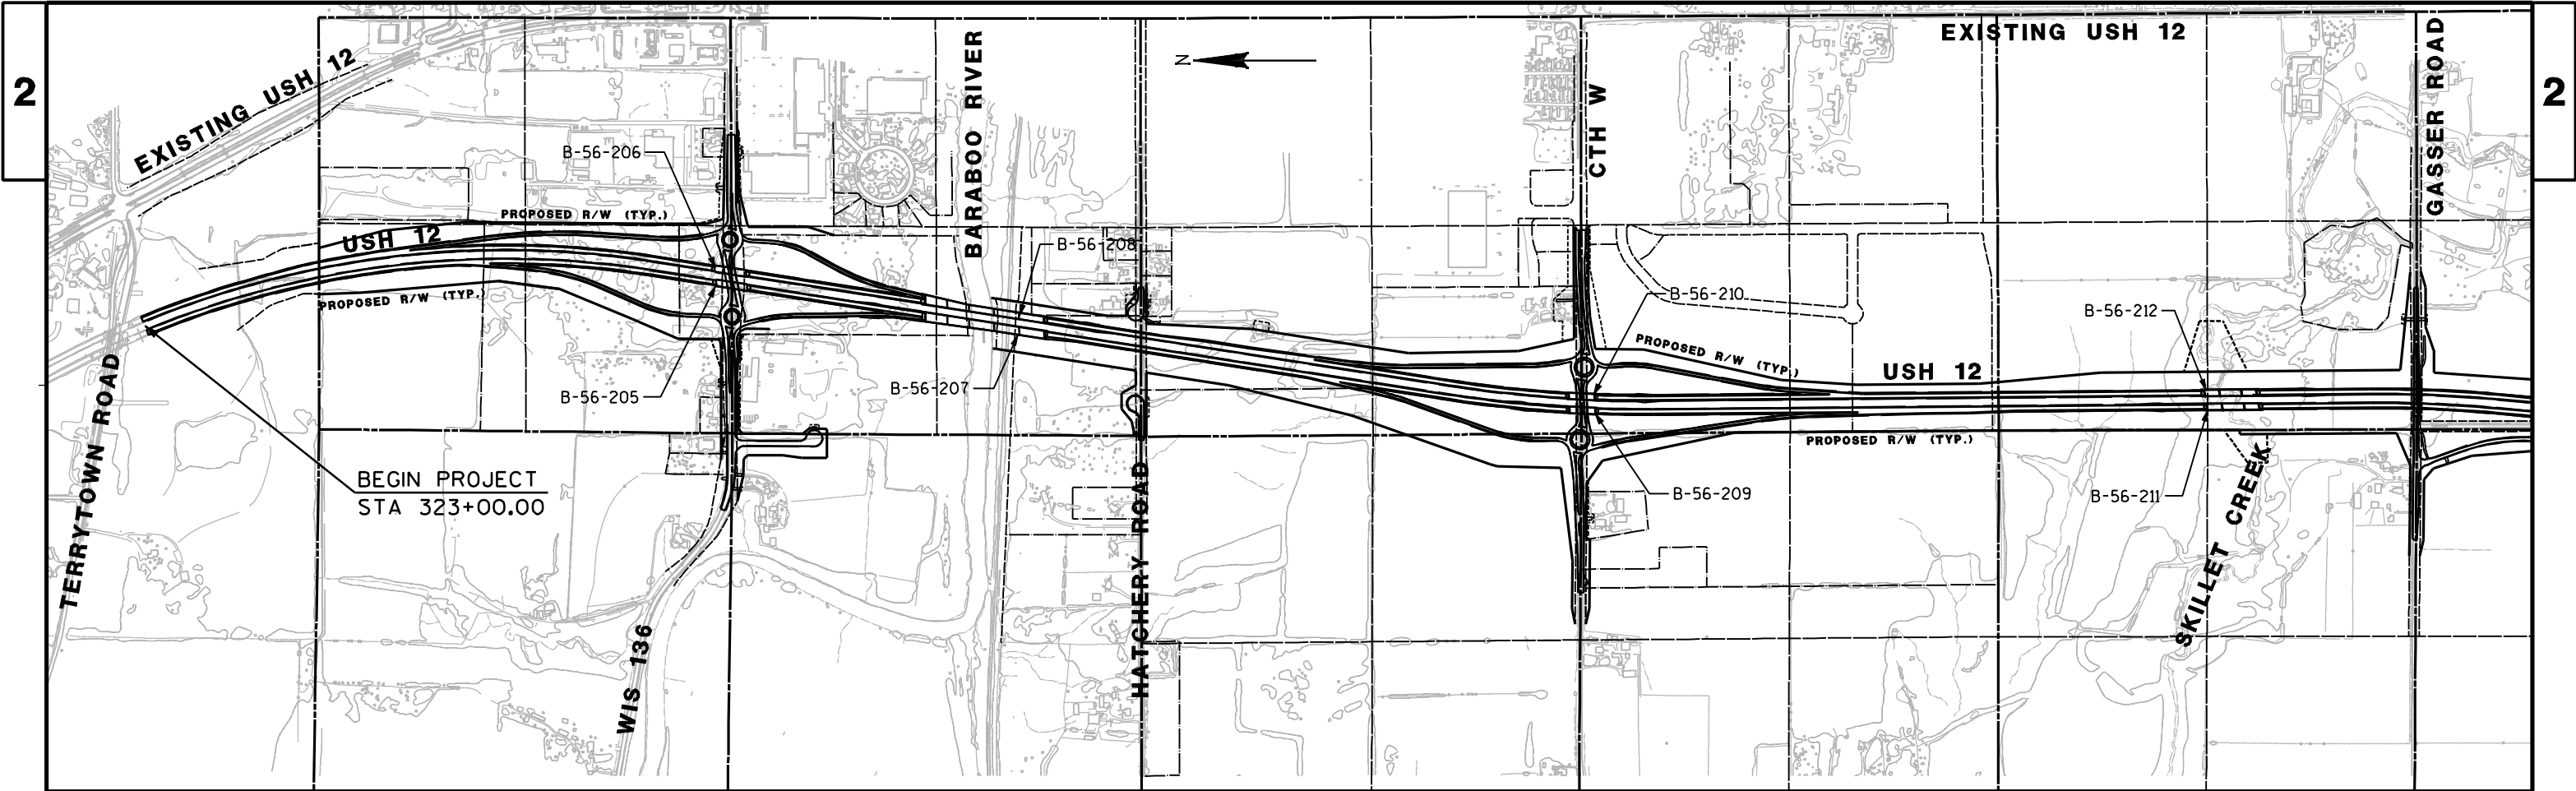 2
2
EXISTING USH 12
EXISTING USH 12
BARABOO RIVER
N
CTH W
GASSER ROAD
B-56-206
PROPOSED R/W (TYP.)
USH 12
B-56-208
PROPOSED R/W (TYP.)
B-56-210
B-56-212
PROPOSED R/W (TYP.)
USH 12
B-56-205
B-56-207
TERRYTOWN ROAD
PROPOSED R/W (TYP.)
BEGIN PROJECT
STA 323+00.00
B-56-209
B-56-211
HATCHERY ROAD
SKILLET CREEK
WIS 136